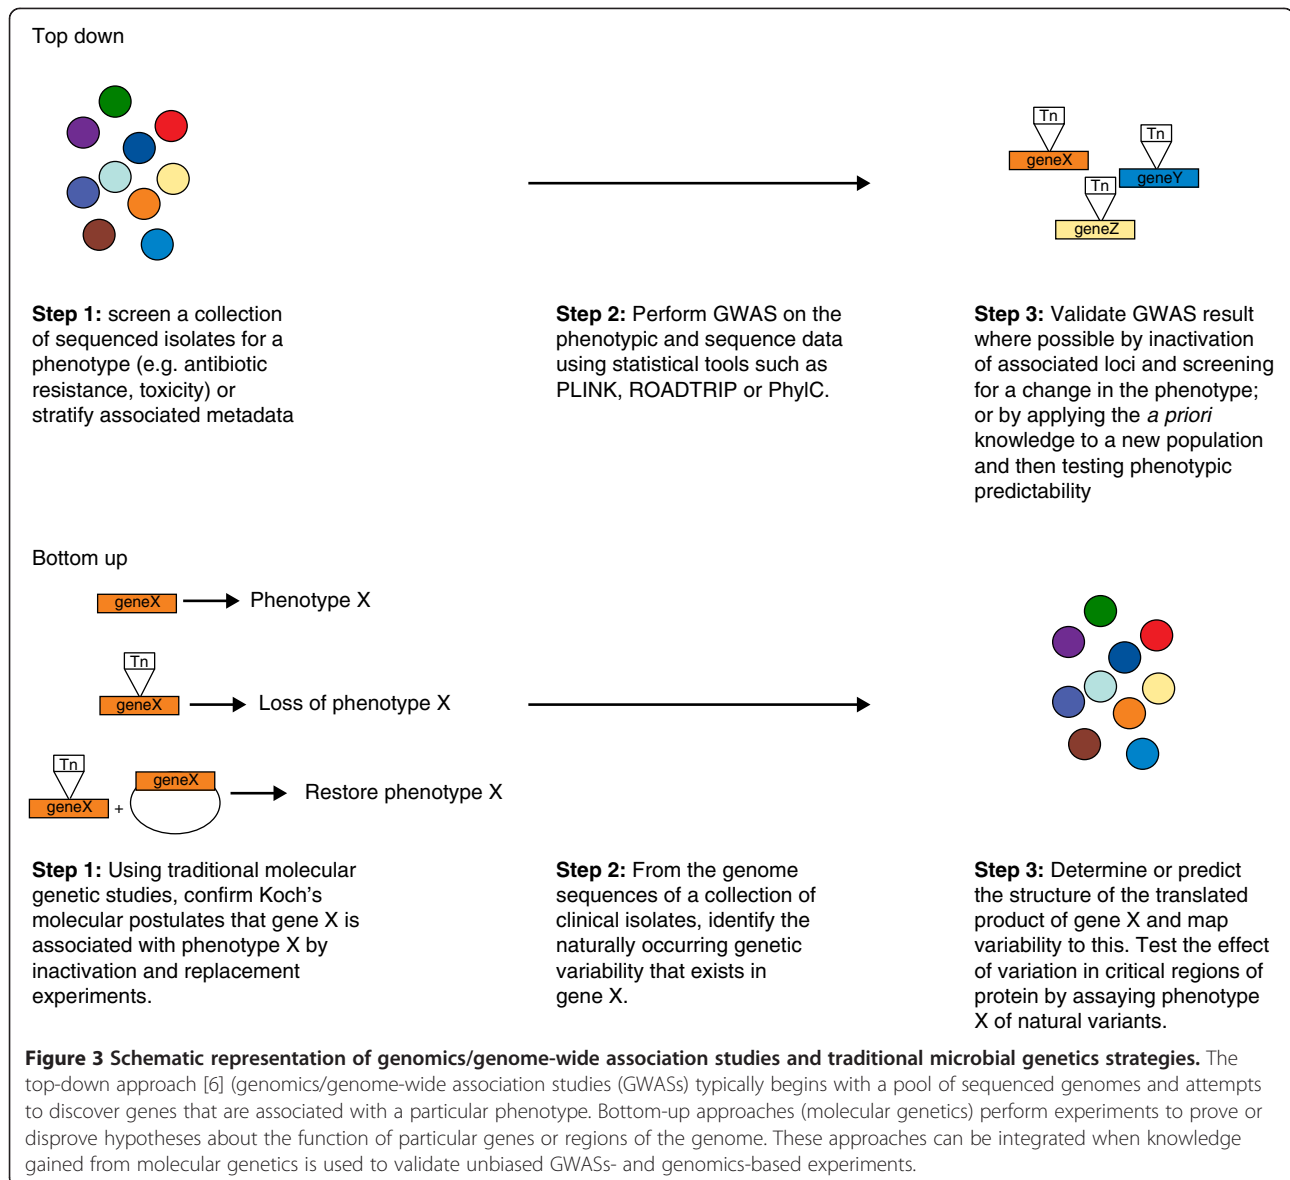 Top down
Tn
geneX
Tn
geneY
Tn
geneZ
Step 1: screen a collection
of sequenced isolates for a
phenotype (e.g. antibiotic
resistance, toxicity) or
stratify associated metadata
Step 2: Perform GWAS on the
phenotypic and sequence data
using statistical tools such as
PLINK, ROADTRIP or PhylC.
Step 3: Validate GWAS result
where possible by inactivation
of associated loci and screening
for a change in the phenotype;
or by applying the a priori
knowledge to a new population
and then testing phenotypic
predictability
Bottom up
geneX
Phenotype X
Tn
geneX
Loss of phenotype X
Tn
geneX
+
geneX
Restore phenotype X
Step 1: Using traditional molecular
genetic studies, confirm Koch's
molecular postulates that gene X is
associated with phenotype X by
inactivation and replacement
experiments.
Step 2: From the genome
sequences of a collection of
clinical isolates, identify the
naturally occurring genetic
variability that exists in
gene X.
Step 3: Determine or predict
the structure of the translated
product of gene X and map
variability to this. Test the effect
of variation in critical regions of
protein by assaying phenotype
X of natural variants.
Figure 3 Schematic representation of genomics/genome-wide association studies and traditional microbial genetics strategies. The
top-down approach [6] (genomics/genome-wide association studies (GWASs) typically begins with a pool of sequenced genomes and attempts
to discover genes that are associated with a particular phenotype. Bottom-up approaches (molecular genetics) perform experiments to prove or
disprove hypotheses about the function of particular genes or regions of the genome. These approaches can be integrated when knowledge
gained from molecular genetics is used to validate unbiased GWASs- and genomics-based experiments.